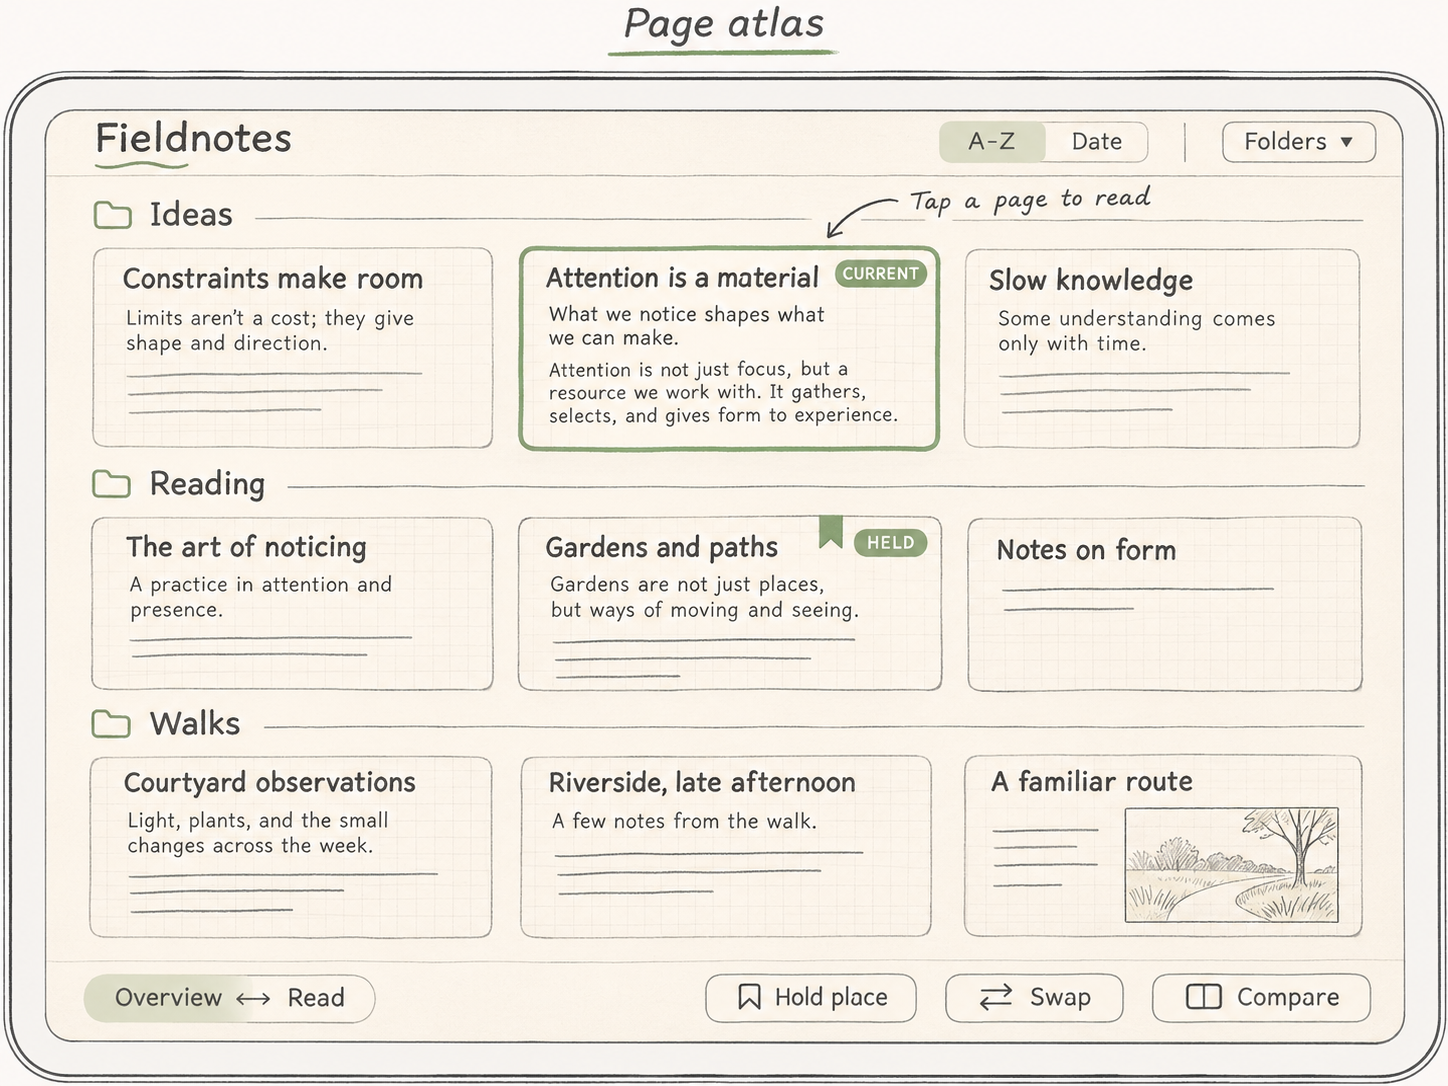 Page atlas
Fieldnotes
A-Z
Date
Folders ▼
Ideas
Tap a page to read
Constraints make room
Limits aren't a cost; they give
shape and direction.
Attention is a material
CURRENT
What we notice shapes what
we can make.
Attention is not just focus, but a
resource we work with. It gathers,
selects, and gives form to experience.
Slow knowledge
Some understanding comes
only with time.
Reading
The art of noticing
A practice in attention and
presence.
Gardens and paths
HELD
Gardens are not just places,
but ways of moving and seeing.
Notes on form
Walks
Courtyard observations
Light, plants, and the small
changes across the week.
Riverside, late afternoon
A few notes from the walk.
A familiar route
Overview ↔ Read
Hold place
Swap
Compare